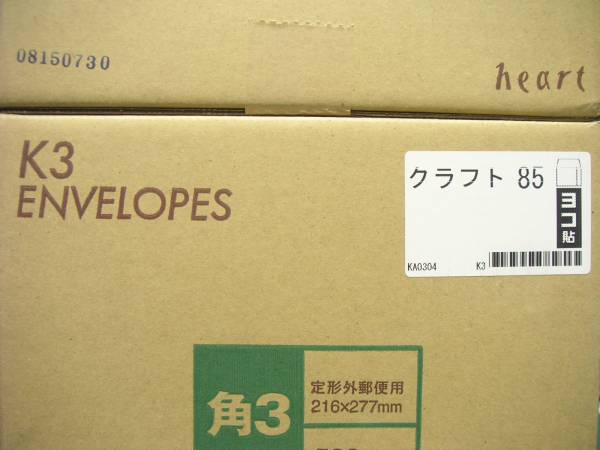 08150730
heart
K3
ENVELOPES
クラフト 85
ヨコ貼
KA0304 K3
角3
定形外郵便用
216×277mm